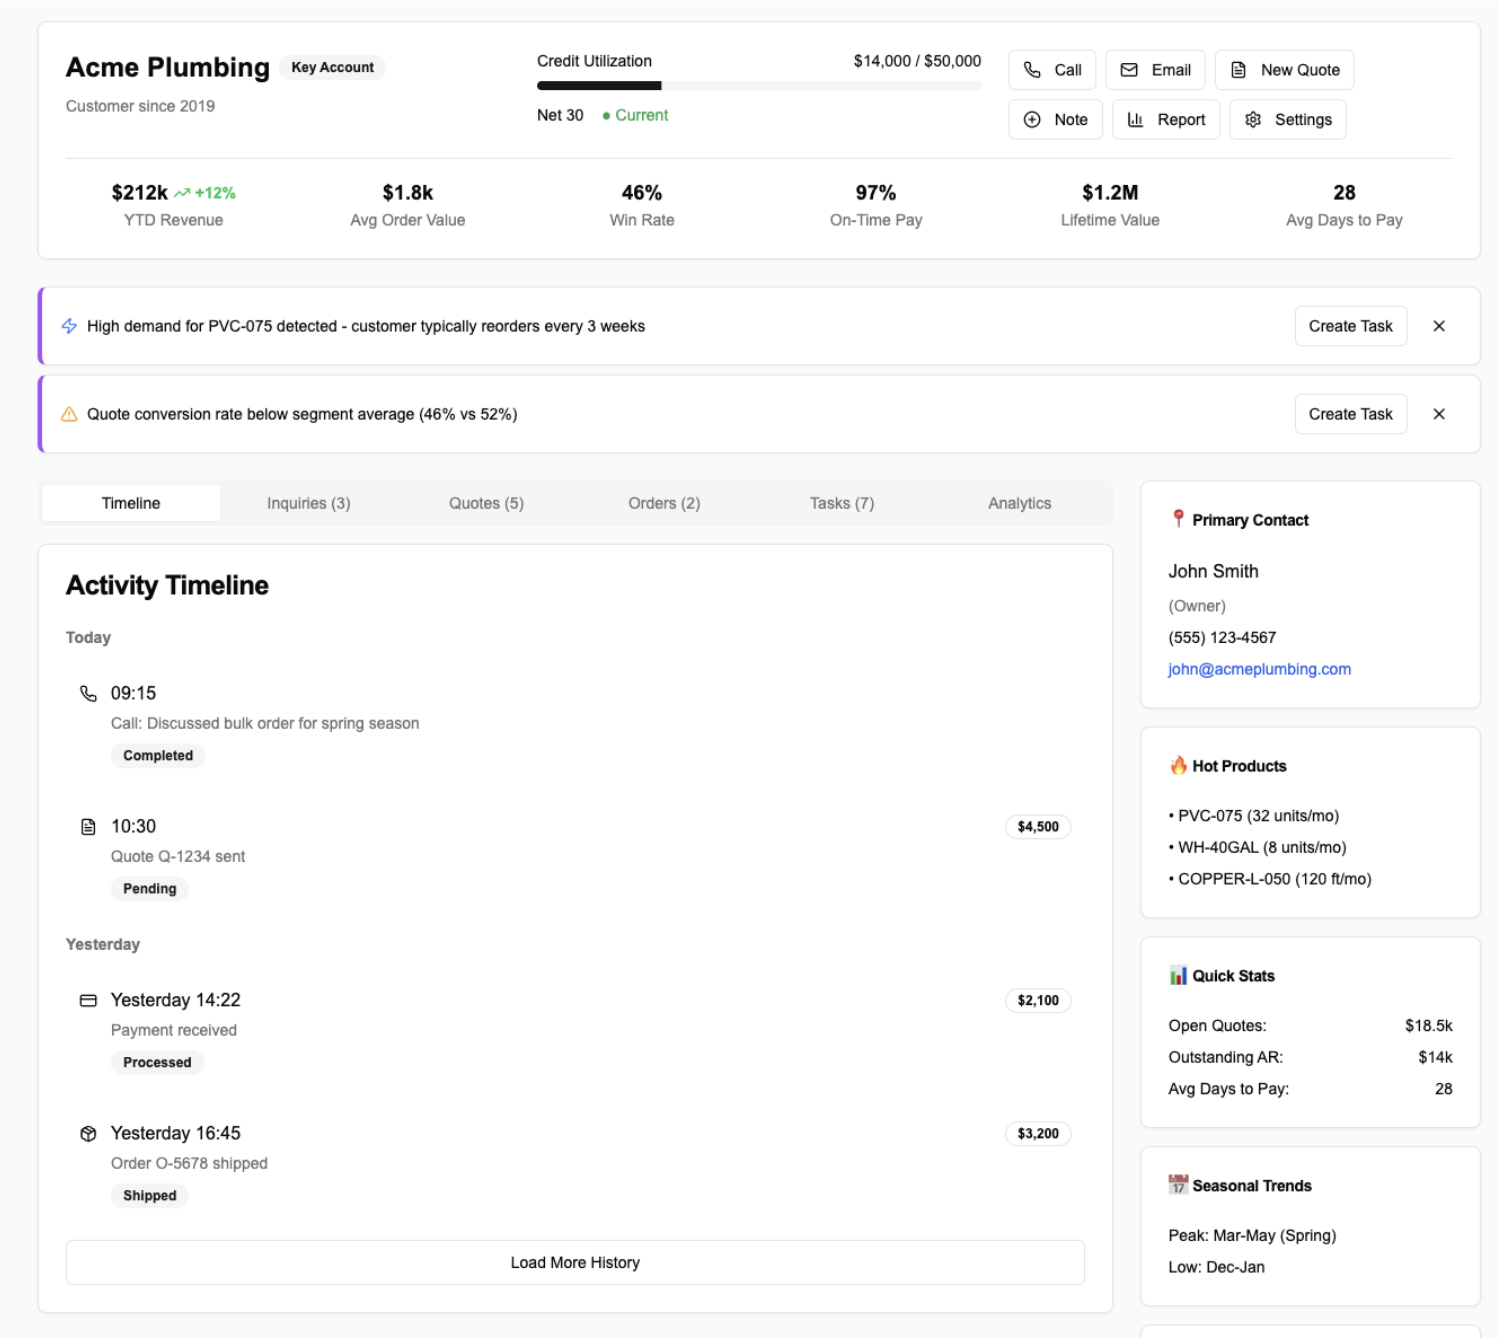 Acme Plumbing
Key Account
Customer since 2019
Credit Utilization
$14,000 / $50,000
Net 30
Current
Call
Email
New Quote
Note
Report
Settings
$212k
+12%
YTD Revenue
$1.8k
Avg Order Value
46%
Win Rate
97%
On-Time Pay
$1.2M
Lifetime Value
28
Avg Days to Pay
High demand for PVC-075 detected - customer typically reorders every 3 weeks
Create Task
Quote conversion rate below segment average (46% vs 52%)
Create Task
Timeline
Inquiries (3)
Quotes (5)
Orders (2)
Tasks (7)
Analytics
Activity Timeline
Today
09:15
Call: Discussed bulk order for spring season
Completed
10:30
$4,500
Quote Q-1234 sent
Pending
Yesterday
Yesterday 14:22
$2,100
Payment received
Processed
Yesterday 16:45
$3,200
Order O-5678 shipped
Shipped
Load More History
Primary Contact
John Smith
(Owner)
(555) 123-4567
john@acmeplumbing.com
Hot Products
• PVC-075 (32 units/mo)
• WH-40GAL (8 units/mo)
• COPPER-L-050 (120 ft/mo)
Quick Stats
Open Quotes: $18.5k
Outstanding AR: $14k
Avg Days to Pay: 28
17
Seasonal Trends
Peak: Mar-May (Spring)
Low: Dec-Jan